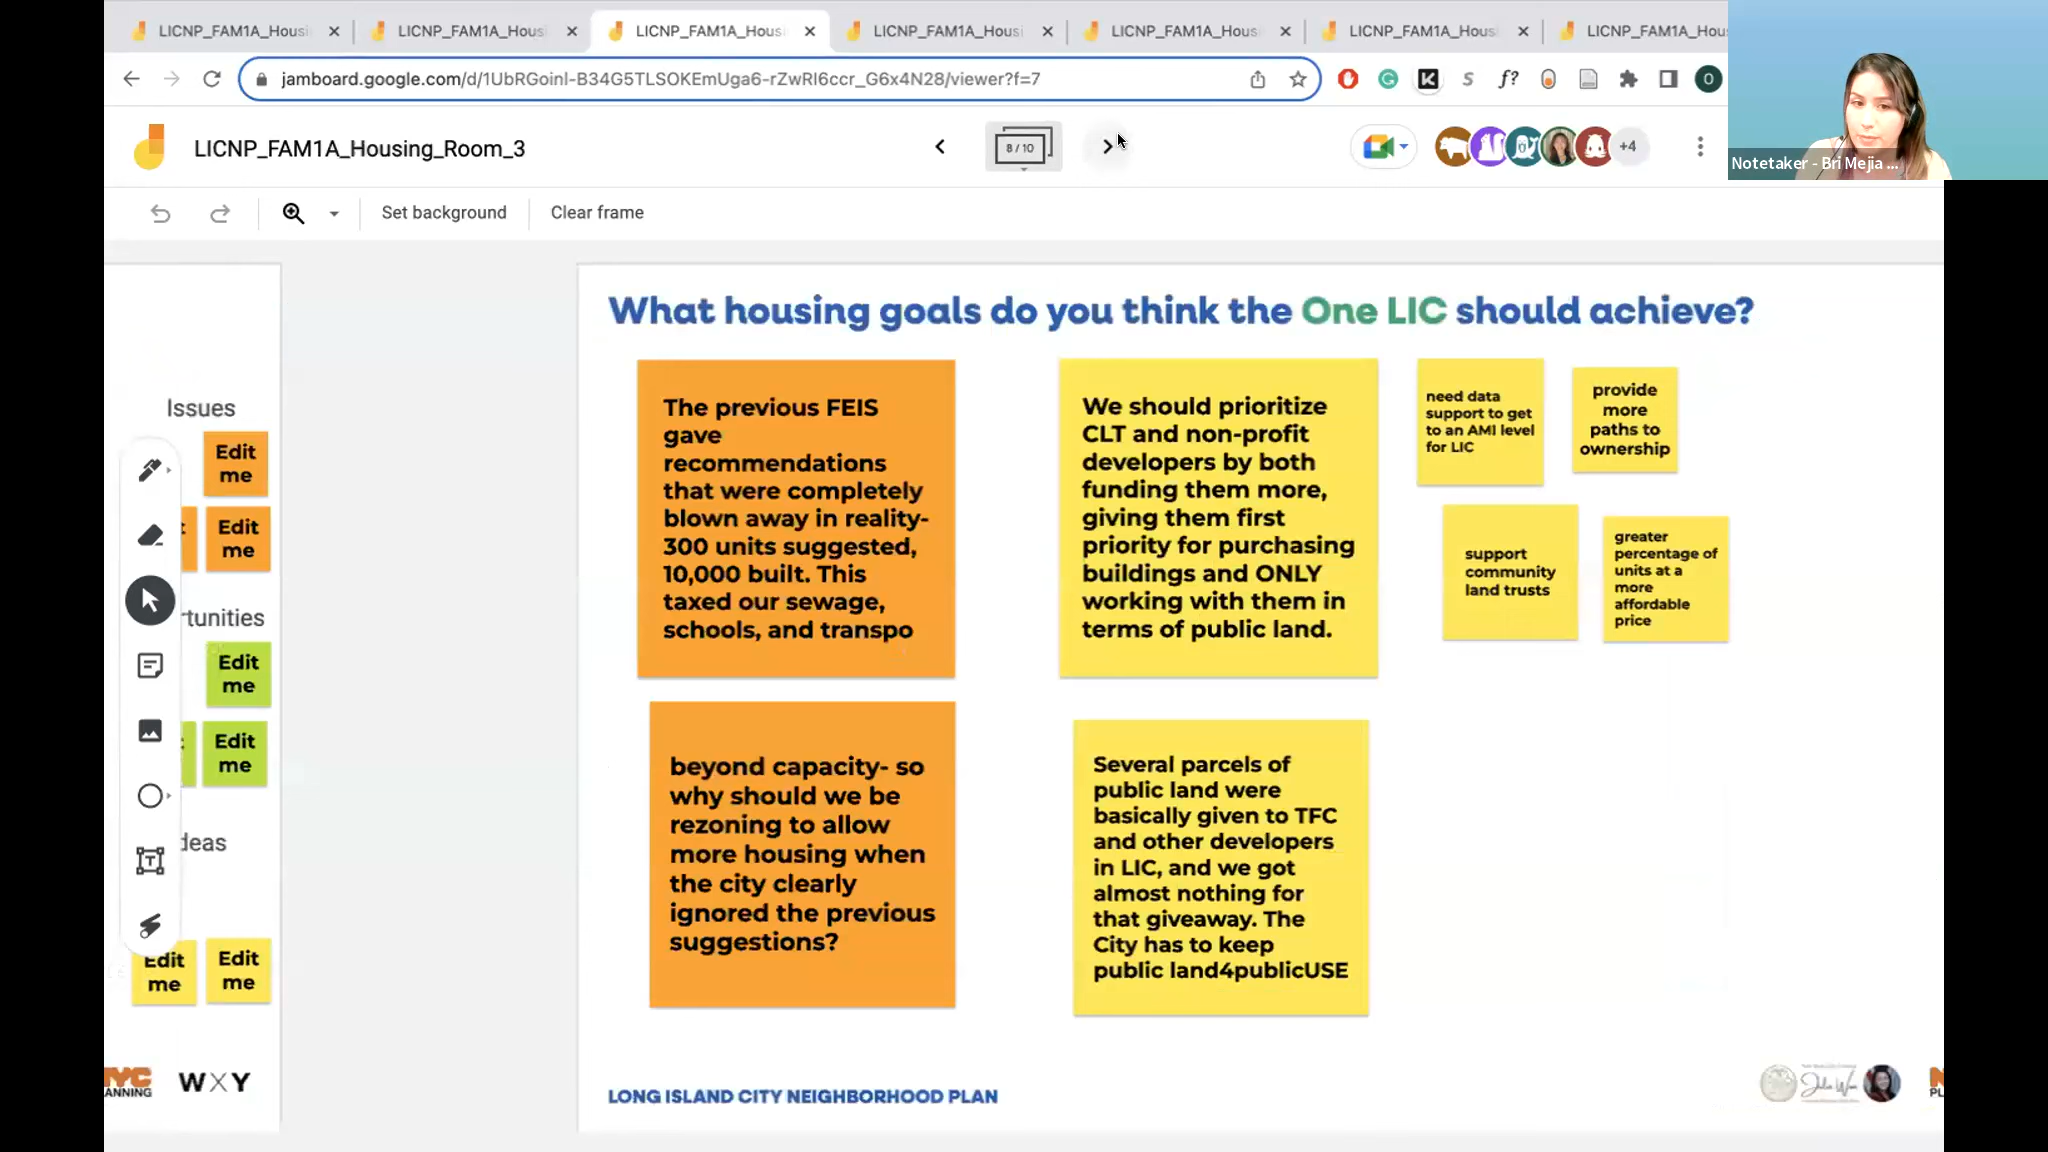 LICNP_FAM1A_Housi
LICNP_FAM1A_Hous
LICNP_FAM1A_Hous
LICNP_FAM1A_Housi
LICNP_FAM1A_Hous
LICNP_FAM1A_Hous
LICNP_FAM1A_Hou
jamboard.google.com/d/1UbRGoinI-B34G5TLSOKEmUga6-rZwRI6ccr_G6x4N28/viewer?f=7
O
LICNP_FAM1A_Housing_Room_3
8 / 10
+4
Notetaker - Bri Mejia ...
Set background
Clear frame
Issues
Edit
me
Edit
me
rtunities
Edit
me
Edit
me
deas
Edit
me
Edit
me
ANNING
WXY
What housing goals do you think the One LIC should achieve?
The previous FEIS
gave
recommendations
that were completely
blown away in reality-
300 units suggested,
10,000 built. This
taxed our sewage,
schools, and transpo
We should prioritize
CLT and non-profit
developers by both
funding them more,
giving them first
priority for purchasing
buildings and ONLY
working with them in
terms of public land.
need data
support to get
to an AMI level
for LIC
provide
more
paths to
ownership
support
community
land trusts
greater
percentage of
units at a
more
affordable
price
beyond capacity- so
why should we be
rezoning to allow
more housing when
the city clearly
ignored the previous
suggestions?
Several parcels of
public land were
basically given to TFC
and other developers
in LIC, and we got
almost nothing for
that giveaway. The
City has to keep
public land4publicUSE
LONG ISLAND CITY NEIGHBORHOOD PLAN